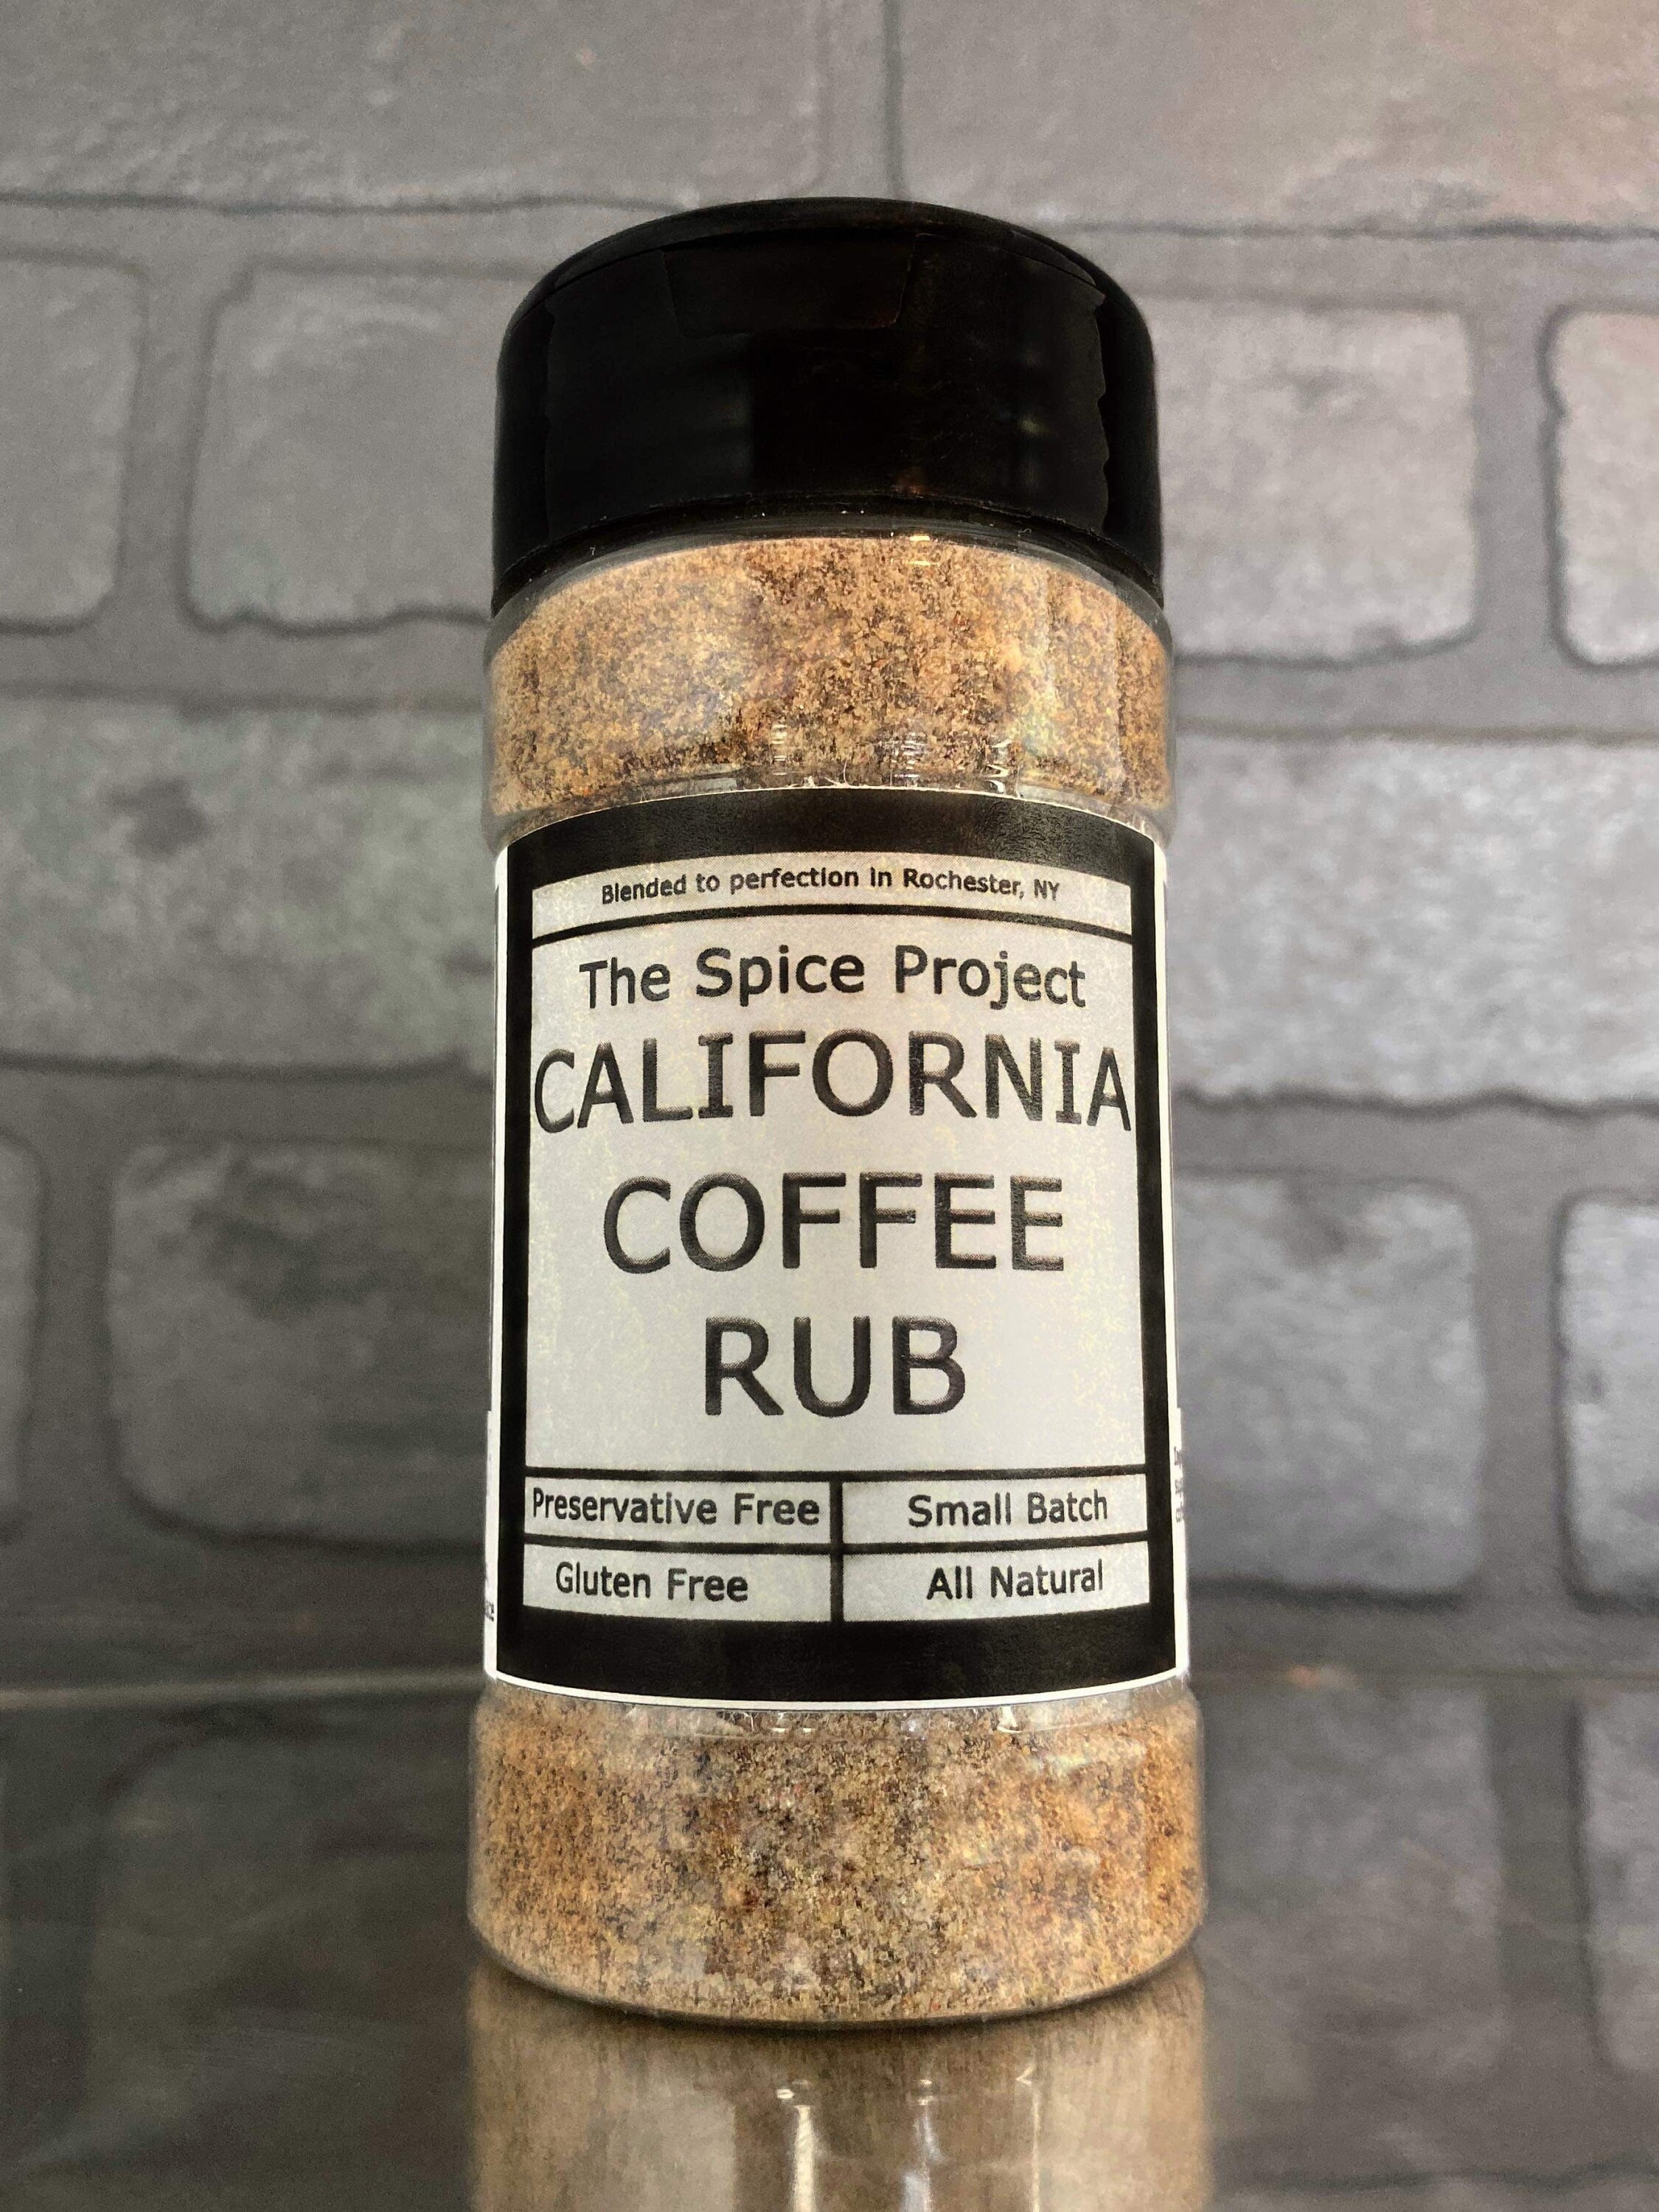 Blended to perfection in Rochester, NY
The Spice Project
CALIFORNIA
COFFEE
RUB
Preservative Free
Small Batch
Gluten Free
All Natural